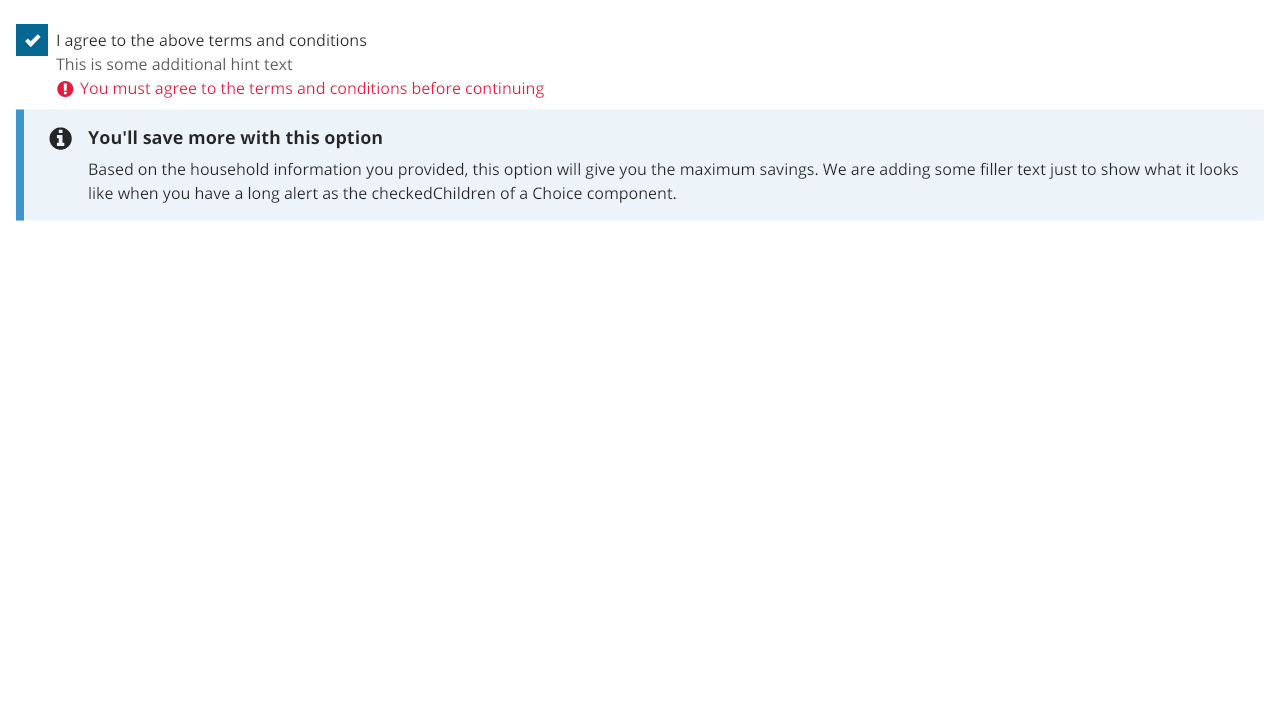 I agree to the above terms and conditions
This is some additional hint text
You must agree to the terms and conditions before continuing
You'll save more with this option
Based on the household information you provided, this option will give you the maximum savings. We are adding some filler text just to show what it looks
like when you have a long alert as the checkedChildren of a Choice component.